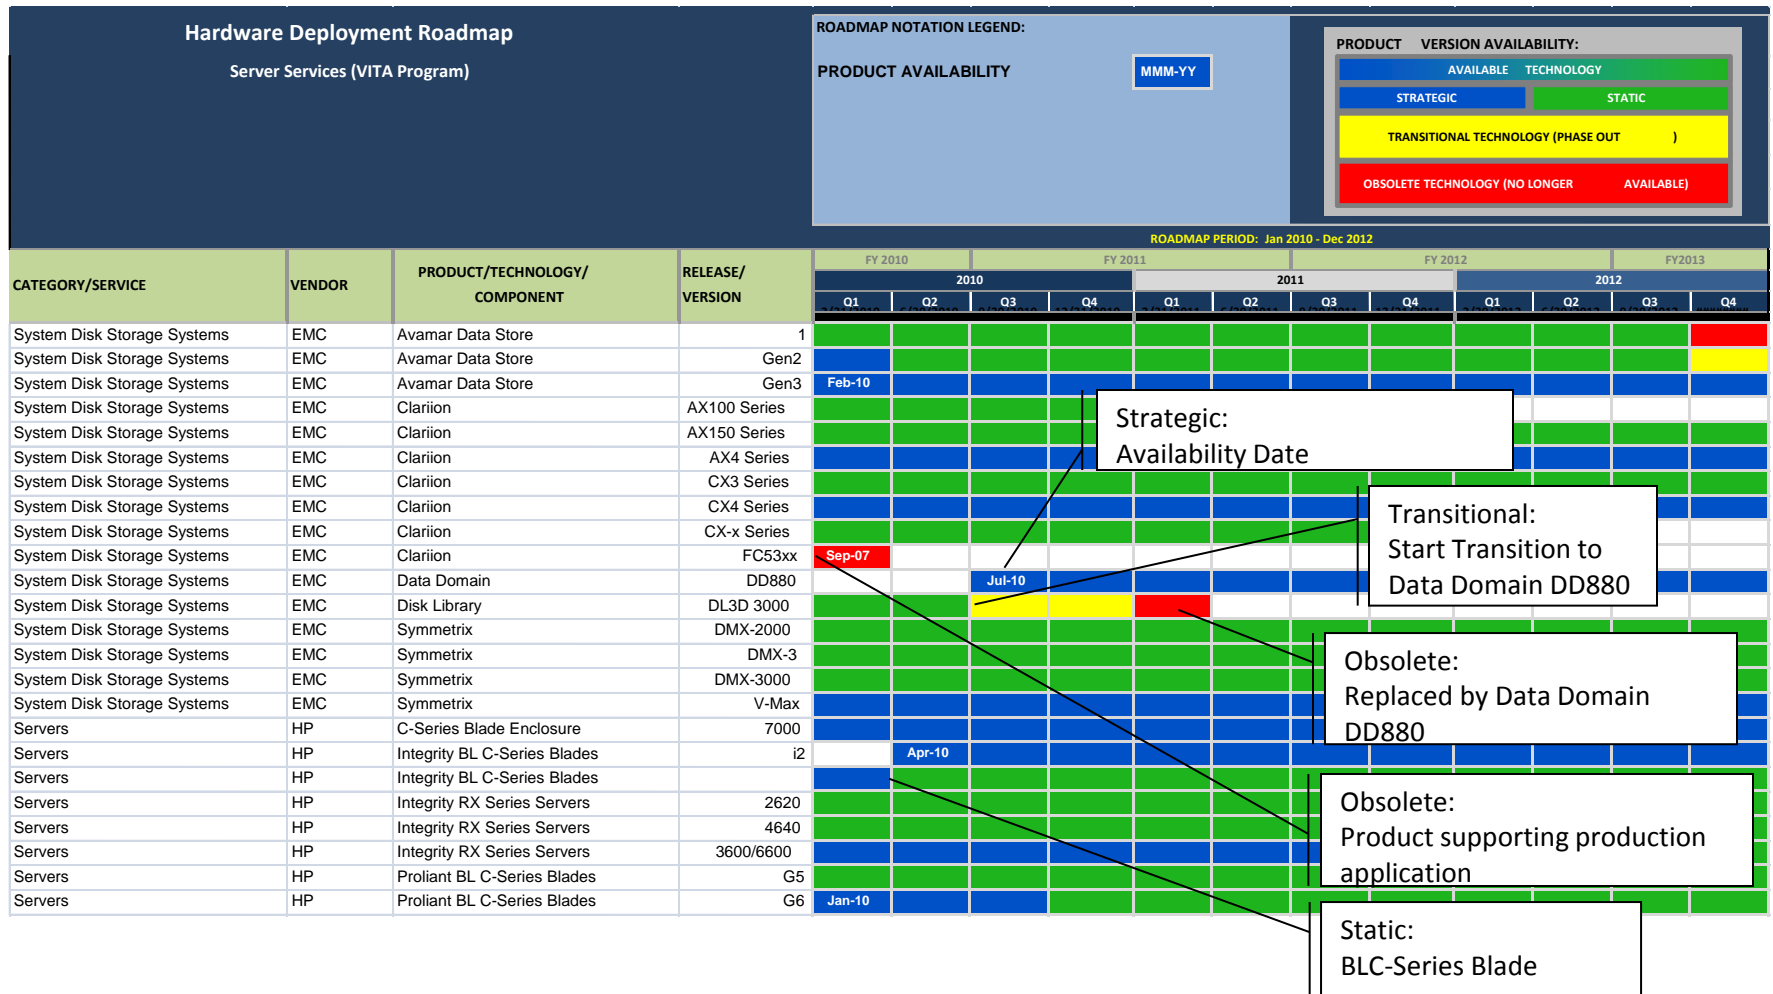 Hardware Deployment Roadmap
Server Services (VITA Program)
ROADMAP NOTATION LEGEND:
PRODUCT AVAILABILITY MMM-YY
PRODUCT VERSION AVAILABILITY:
AVAILABLE TECHNOLOGY
STRATEGIC STATIC
TRANSITIONAL TECHNOLOGY (PHASE OUT )
OBSOLETE TECHNOLOGY (NO LONGER AVAILABLE)
ROADMAP PERIOD: Jan 2010 - Dec 2012
CATEGORY/SERVICE VENDOR PRODUCT/TECHNOLOGY/ COMPONENT RELEASE/ VERSION
FY 2010 FY 2011 FY 2012 FY2013
2010 2011 2012
Q1 Q2 Q3 Q4 Q1 Q2 Q3 Q4 Q1 Q2 Q3 Q4
System Disk Storage Systems EMC Avamar Data Store 1
System Disk Storage Systems EMC Avamar Data Store Gen2
System Disk Storage Systems EMC Avamar Data Store Gen3 Feb-10
System Disk Storage Systems EMC Clariion AX100 Series
System Disk Storage Systems EMC Clariion AX150 Series
System Disk Storage Systems EMC Clariion AX4 Series
System Disk Storage Systems EMC Clariion CX3 Series
System Disk Storage Systems EMC Clariion CX4 Series
System Disk Storage Systems EMC Clariion CX-x Series
System Disk Storage Systems EMC Clariion FC53xx Sep-07
System Disk Storage Systems EMC Data Domain DD880 Jul-10
System Disk Storage Systems EMC Disk Library DL3D 3000
System Disk Storage Systems EMC Symmetrix DMX-2000
System Disk Storage Systems EMC Symmetrix DMX-3
System Disk Storage Systems EMC Symmetrix DMX-3000
System Disk Storage Systems EMC Symmetrix V-Max
Servers HP C-Series Blade Enclosure 7000
Servers HP Integrity BL C-Series Blades i2 Apr-10
Servers HP Integrity BL C-Series Blades
Servers HP Integrity RX Series Servers 2620
Servers HP Integrity RX Series Servers 4640
Servers HP Integrity RX Series Servers 3600/6600
Servers HP Proliant BL C-Series Blades G5
Servers HP Proliant BL C-Series Blades G6 Jan-10
Strategic:
Availability Date
Transitional:
Start Transition to
Data Domain DD880
Obsolete:
Replaced by Data Domain
DD880
Obsolete:
Product supporting production
application
Static:
BLC-Series Blade